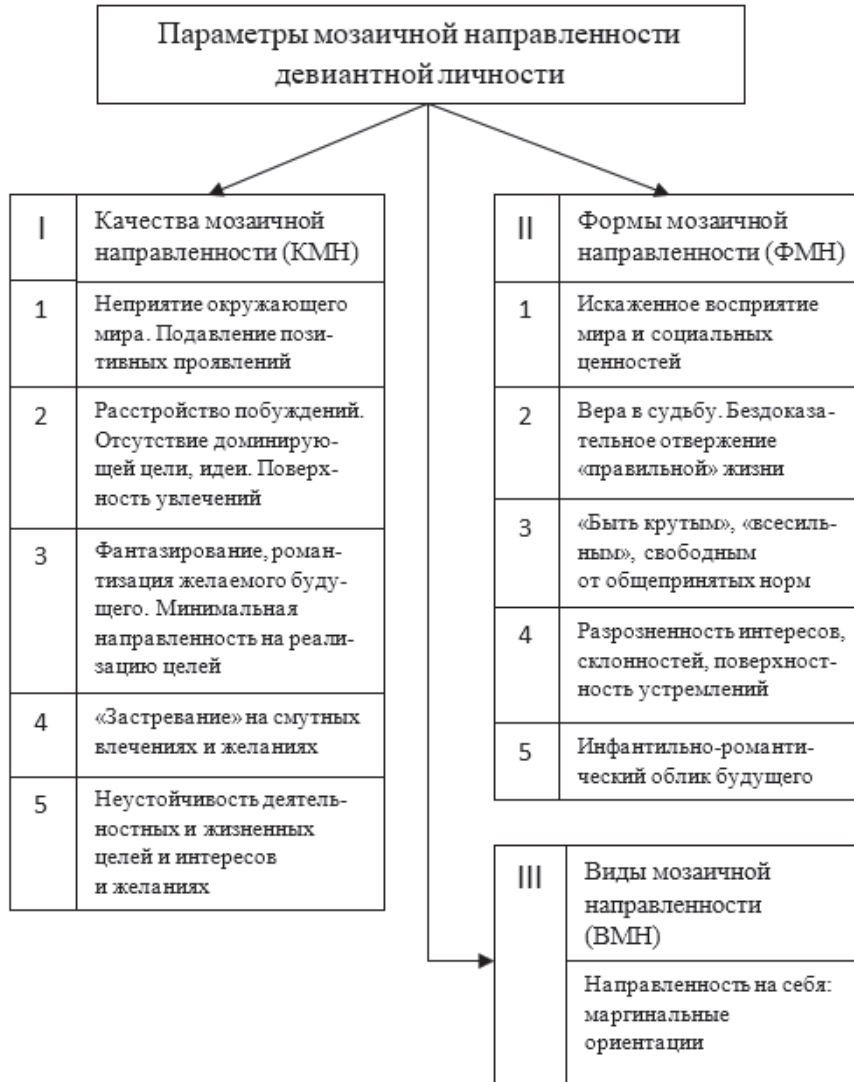 Параметры мозаичной направленности
девиантной личности
I
Качества мозаичной
направленности (КМН)
1
Неприятие окружающего
мира. Подавление пози-
тивных проявлений
2
Расстройство побуждений.
Отсутствие доминирую-
щей цели, идеи. Поверх-
ность увлечений
3
Фантазирование, роман-
тизация желаемого буду-
щего. Минимальная
направленность на реали-
зацию целей
4
«Застревание» на смутных
влечениях и желаниях
5
Неустойчивость деятель-
ностных и жизненных
целей и интересов
и желаниях
II
Формы мозаичной
направленности (ФМН)
1
Искаженное восприятие
мира и социальных
ценностей
2
Вера в судьбу. Бездоказа-
тельное отвержение
«правильной» жизни
3
«Быть крутым», «всесиль-
ным», свободным
от общепринятых норм
4
Разрозненность интересов,
склонностей, поверхност-
ность устремлений
5
Инфантильно-романти-
ческий облик будущего
III
Виды мозаичной
направленности
(ВМН)
Направленность на себя:
маргинальные
ориентации